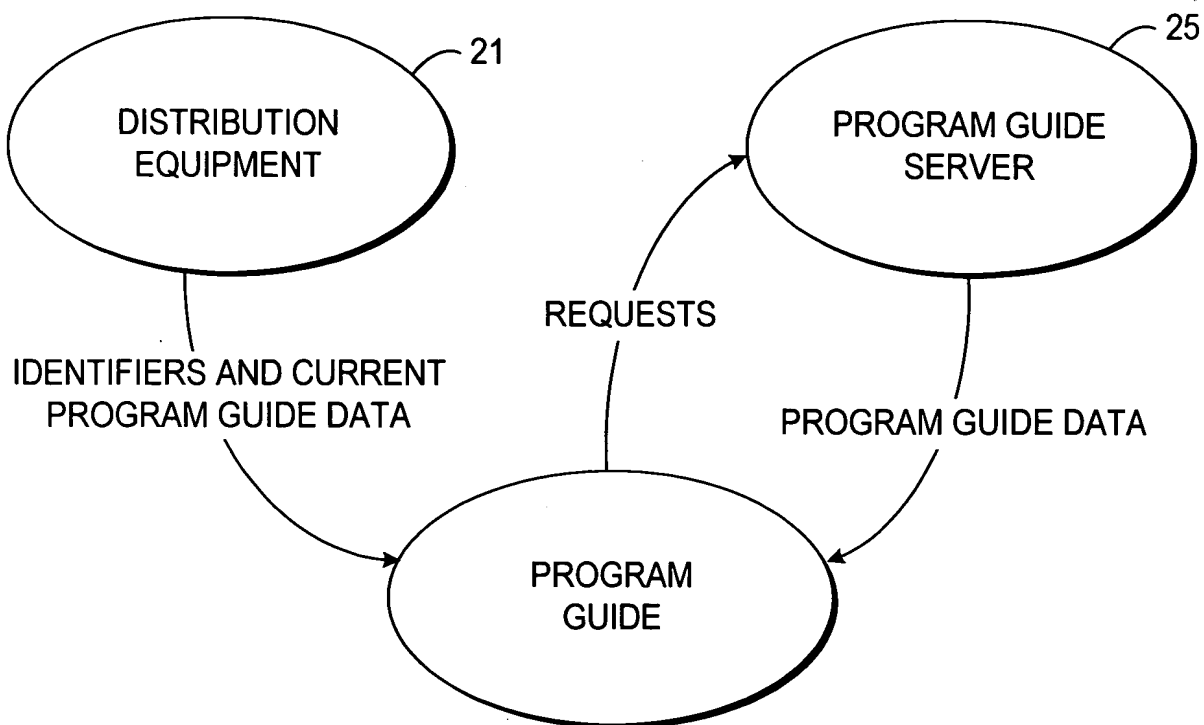 21
25
DISTRIBUTION
EQUIPMENT
PROGRAM GUIDE
SERVER
REQUESTS
IDENTIFIERS AND CURRENT
PROGRAM GUIDE DATA
PROGRAM GUIDE DATA
PROGRAM
GUIDE